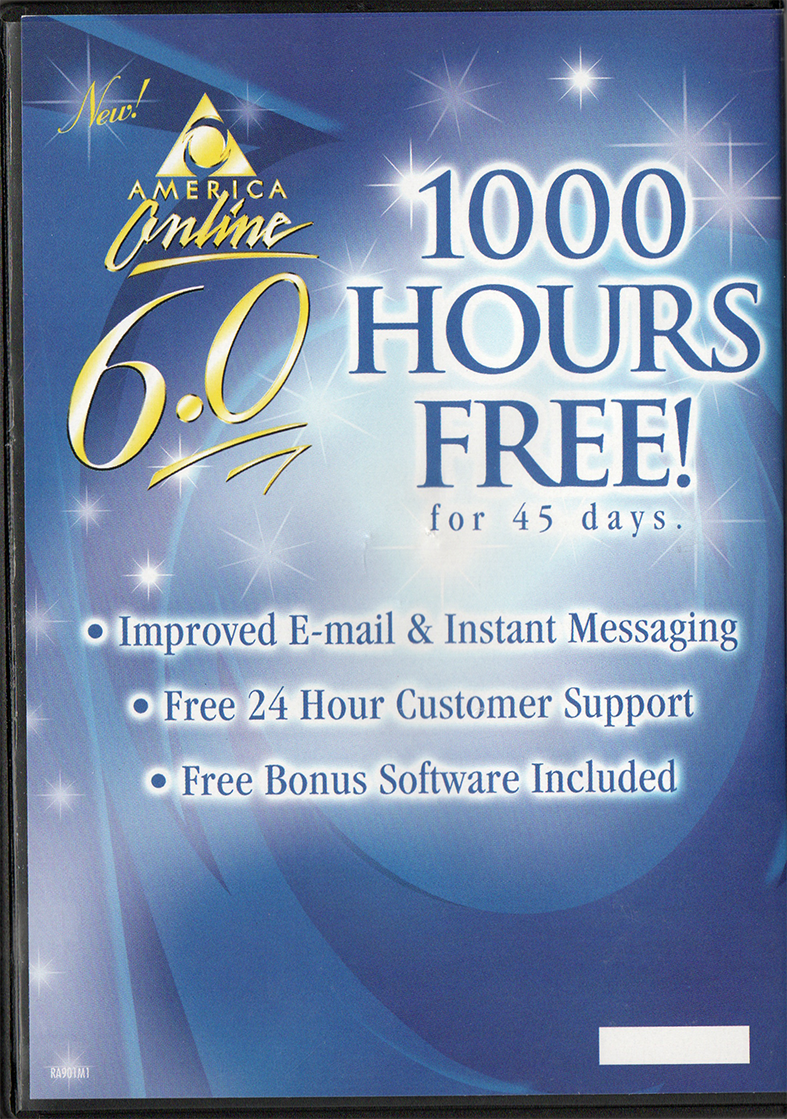 New!
AMERICA
Online
6.0
1000
HOURS
FREE!
for 45 days.
• Improved E-mail & Instant Messaging
• Free 24 Hour Customer Support
• Free Bonus Software Included
RA901M1